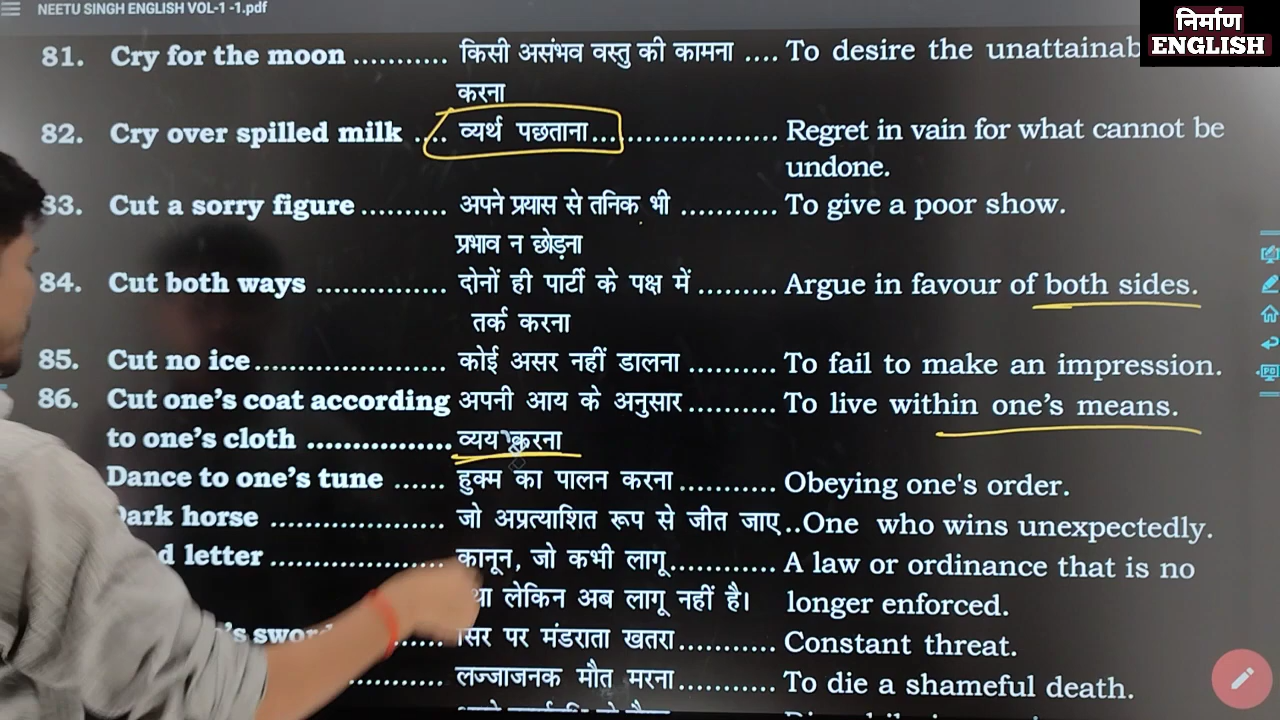 NEETU SINGH ENGLISH VOL-1 -1.pdf
निर्माण
ENGLISH
81. Cry for the moon ........... किसी असंभव वस्तु की कामना .... To desire the unattainab
करना
82. Cry over spilled milk .... व्यर्थ पछताना...................... Regret in vain for what cannot be
undone.
83. Cut a sorry figure.......... अपने प्रयास से तनिक भी ........... To give a poor show.
प्रभाव न छोड़ना
84. Cut both ways ............... दोनों ही पार्टी के पक्ष में ......... Argue in favour of both sides.
तर्क करना
85. Cut no ice...................... कोई असर नहीं डालना .......... To fail to make an impression.
86. Cut one's coat according अपनी आय के अनुसार .......... To live within one's means.
to one's cloth ................. व्यय करना
Dance to one's tune ...... हुक्म का पालन करना ........... Obeying one's order.
Dark horse .................... जो अप्रत्याशित रूप से जीत जाए ..One who wins unexpectedly.
d letter .................... कानून, जो कभी लागू............ A law or ordinance that is no
था लेकिन अब लागू नहीं है। longer enforced.
's sword ...... सिर पर मंडराता खतरा........... Constant threat.
.......... लज्जाजनक मौत मरना........... To die a shameful death.